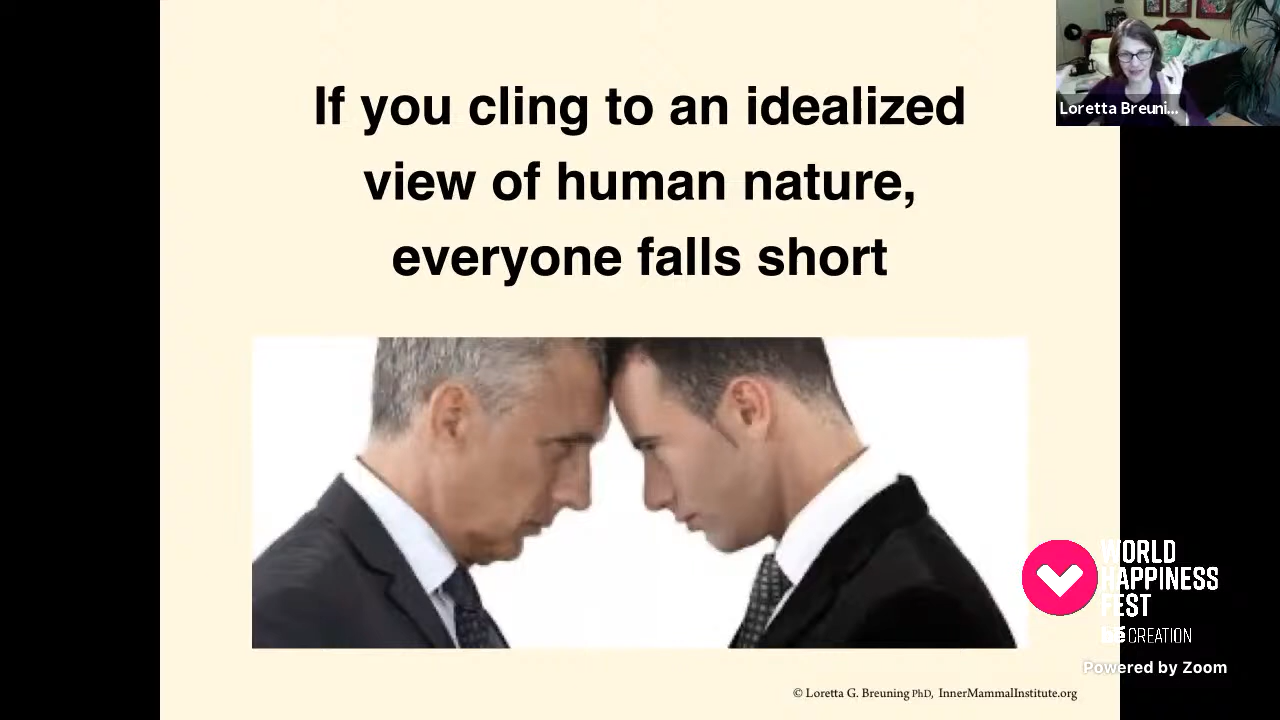 If you cling to an idealized
view of human nature,
everyone falls short
Loretta Breuni...
WORLD
HAPPINESS
FEST
bé CREATION
Powered by Zoom
© Loretta G. Breuning PhD, InnerMammalInstitute.org